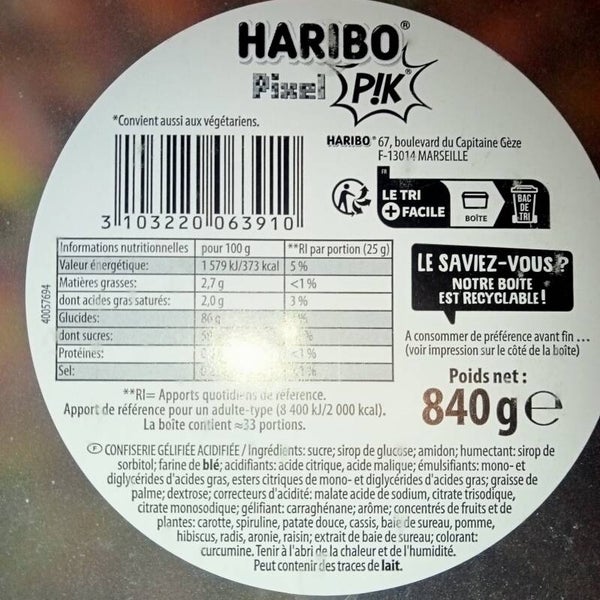 HARIBO®
Pixel P!K®
*Convient aussi aux végétariens.
HARIBO® 67, boulevard du Capitaine Gèze
F-13014 MARSEILLE
3 103220 063910
FR
LE TRI
+ FACILE
BOÎTE
BAC
DE
TRI
Informations nutritionnelles pour 100 g **RI par portion (25 g)
Valeur énergétique: 1 579 kJ/373 kcal 5 %
Matières grasses: 2,7 g <1 %
dont acides gras saturés: 2,0 g 3 %
Glucides: 86 g
dont sucres:
Protéines: <1 %
Sel:
40057694
LE SAVIEZ-VOUS ?
NOTRE BOITE
EST RECYCLABLE !
A consommer de préférence avant fin ...
(voir impression sur le côté de la boîte)
Poids net :
840 g e
**RI= Apports quotidiens de référence.
Apport de référence pour un adulte-type (8 400 kJ/2 000 kcal).
La boîte contient ≈33 portions.
F CONFISERIE GÉLIFIÉE ACIDIFIÉE / Ingrédients: sucre; sirop de glucose; amidon; humectant: sirop de
sorbitol; farine de blé; acidifiants: acide citrique, acide malique; émulsifiants: mono- et
diglycérides d'acides gras, esters citriques de mono- et diglycérides d'acides gras; graisse de
palme; dextrose; correcteurs d'acidité: malate acide de sodium, citrate trisodique,
citrate monosodique; gélifiant: carraghénane; arôme; concentrés de fruits et de
plantes: carotte, spiruline, patate douce, cassis, baie de sureau, pomme,
hibiscus, radis, aronie, raisin; extrait de baie de sureau; colorant:
curcumine. Tenir à l'abri de la chaleur et de l'humidité.
Peut contenir des traces de lait.